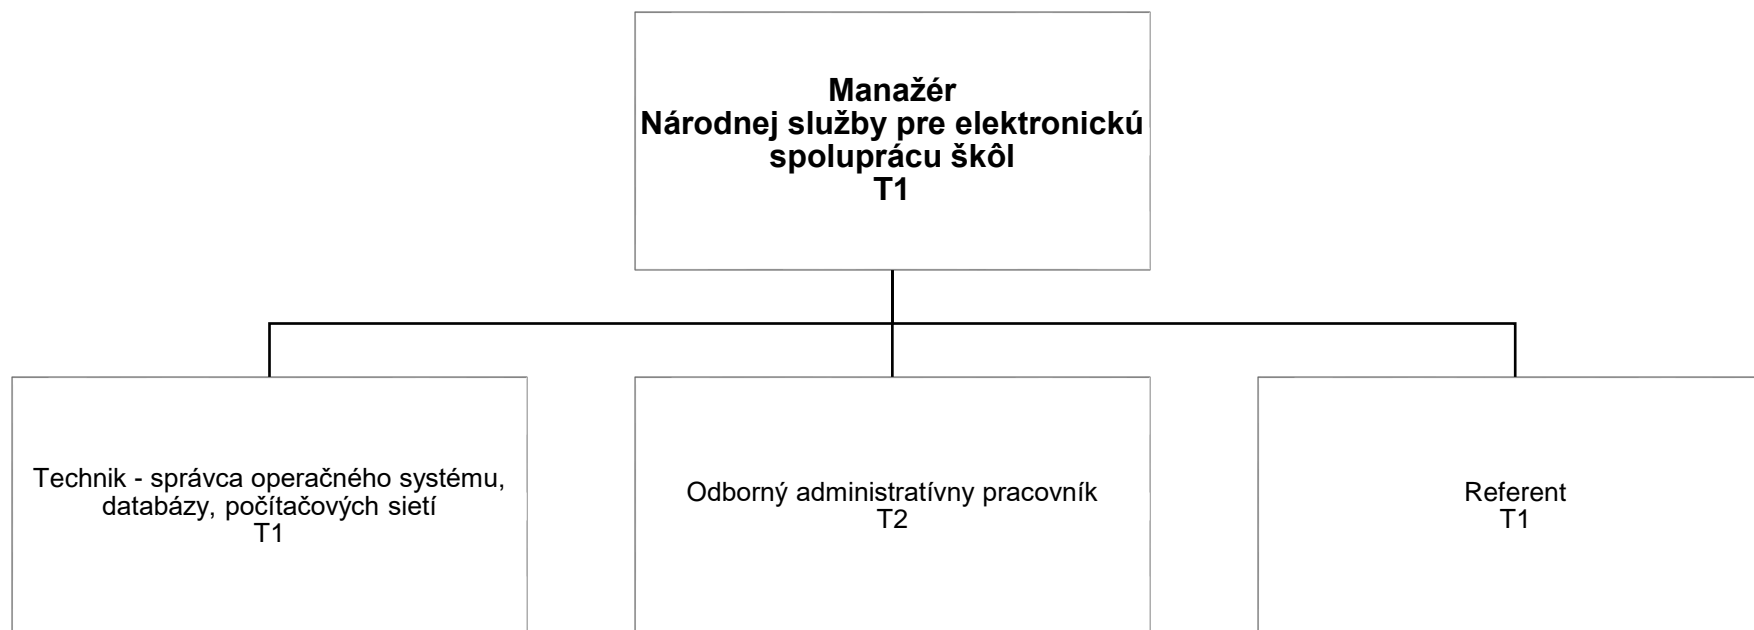 Manažér
Národnej služby pre elektronickú
spoluprácu škôl
T1
Technik - správca operačného systému,
databázy, počítačových sietí
T1
Odborný administratívny pracovník
T2
Referent
T1